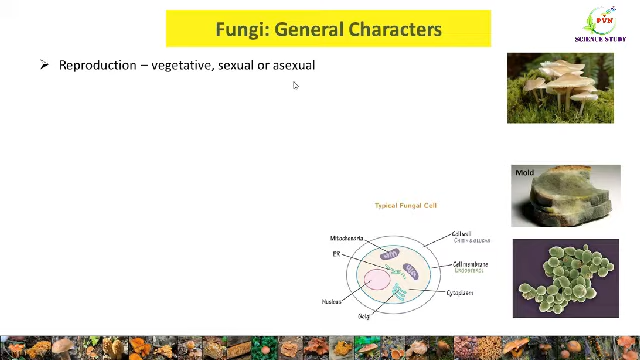 Fungi: General Characters
PVN
SCIENCE STUDY
Reproduction – vegetative, sexual or asexual
Mold
Typical Fungal Cell
Cell wall
Mitochondria
ER
Cell membrane
Cytoplasm
Nucleus
Golgi